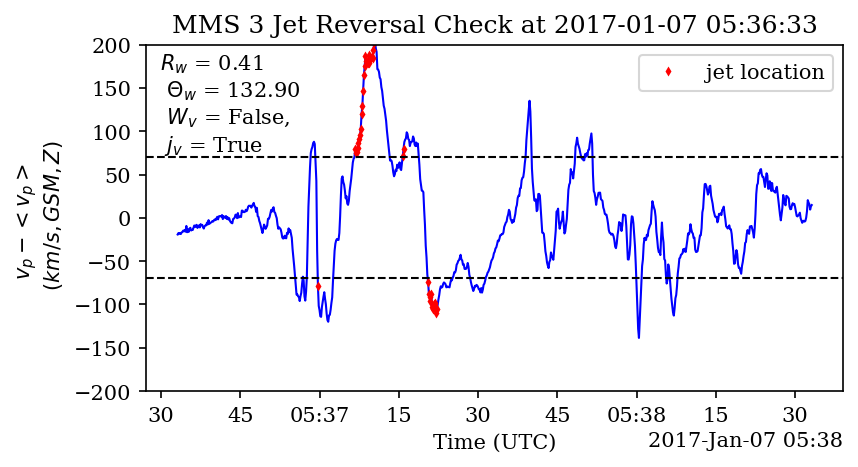 MMS 3 Jet Reversal Check at 2017-01-07 05:36:33
R_w = 0.41
Θ_w = 132.90
W_v = False,
j_v = True
jet location
v_p − <v_p>
(km/s, GSM, Z)
200
150
100
50
0
−50
−100
−150
−200
30 45 05:37 15 30 45 05:38 15 30
Time (UTC)
2017-Jan-07 05:38